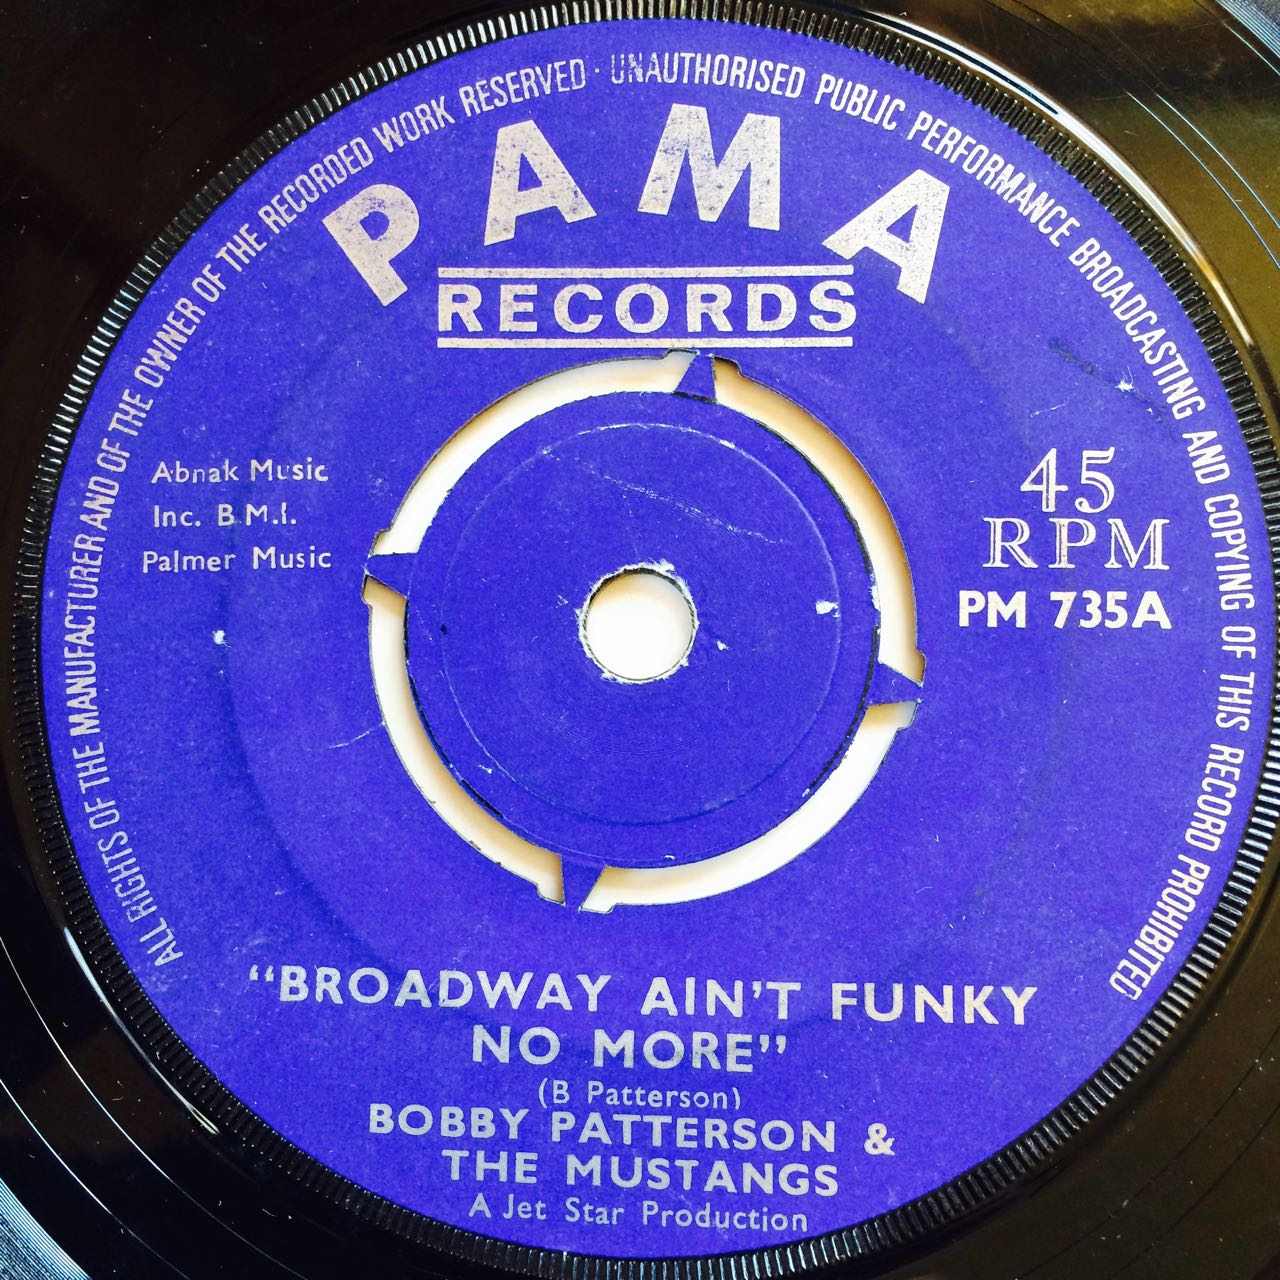 ALL RIGHTS OF THE MANUFACTURER AND OF THE OWNER OF THE RECORDED WORK RESERVED · UNAUTHORISED PUBLIC PERFORMANCE BROADCASTING AND COPYING OF THIS RECORD PROHIBITED
PAMA
RECORDS
Abnak Music
Inc. B.M.I.
Palmer Music
45
RPM
PM 735A
“BROADWAY AIN'T FUNKY
NO MORE”
(B Patterson)
BOBBY PATTERSON &
THE MUSTANGS
A Jet Star Production